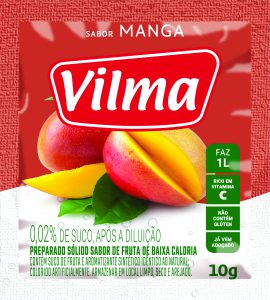 SABOR MANGA
Vilma
FAZ
1L
RICO EM
VITAMINA
C
NÃO
CONTÉM
GLÚTEN
JÁ VEM
ADOÇADO
0,02% DE SUCO, APÓS A DILUIÇÃO
PREPARADO SÓLIDO SABOR DE FRUTA DE BAIXA CALORIA
CONTÉM SUCO DE FRUTA E AROMATIZANTE SINTÉTICO IDÊNTICO AO NATURAL;
COLORIDO ARTIFICIALMENTE. ARMAZENAR EM LOCAL LIMPO, SECO E AREJADO.
10g